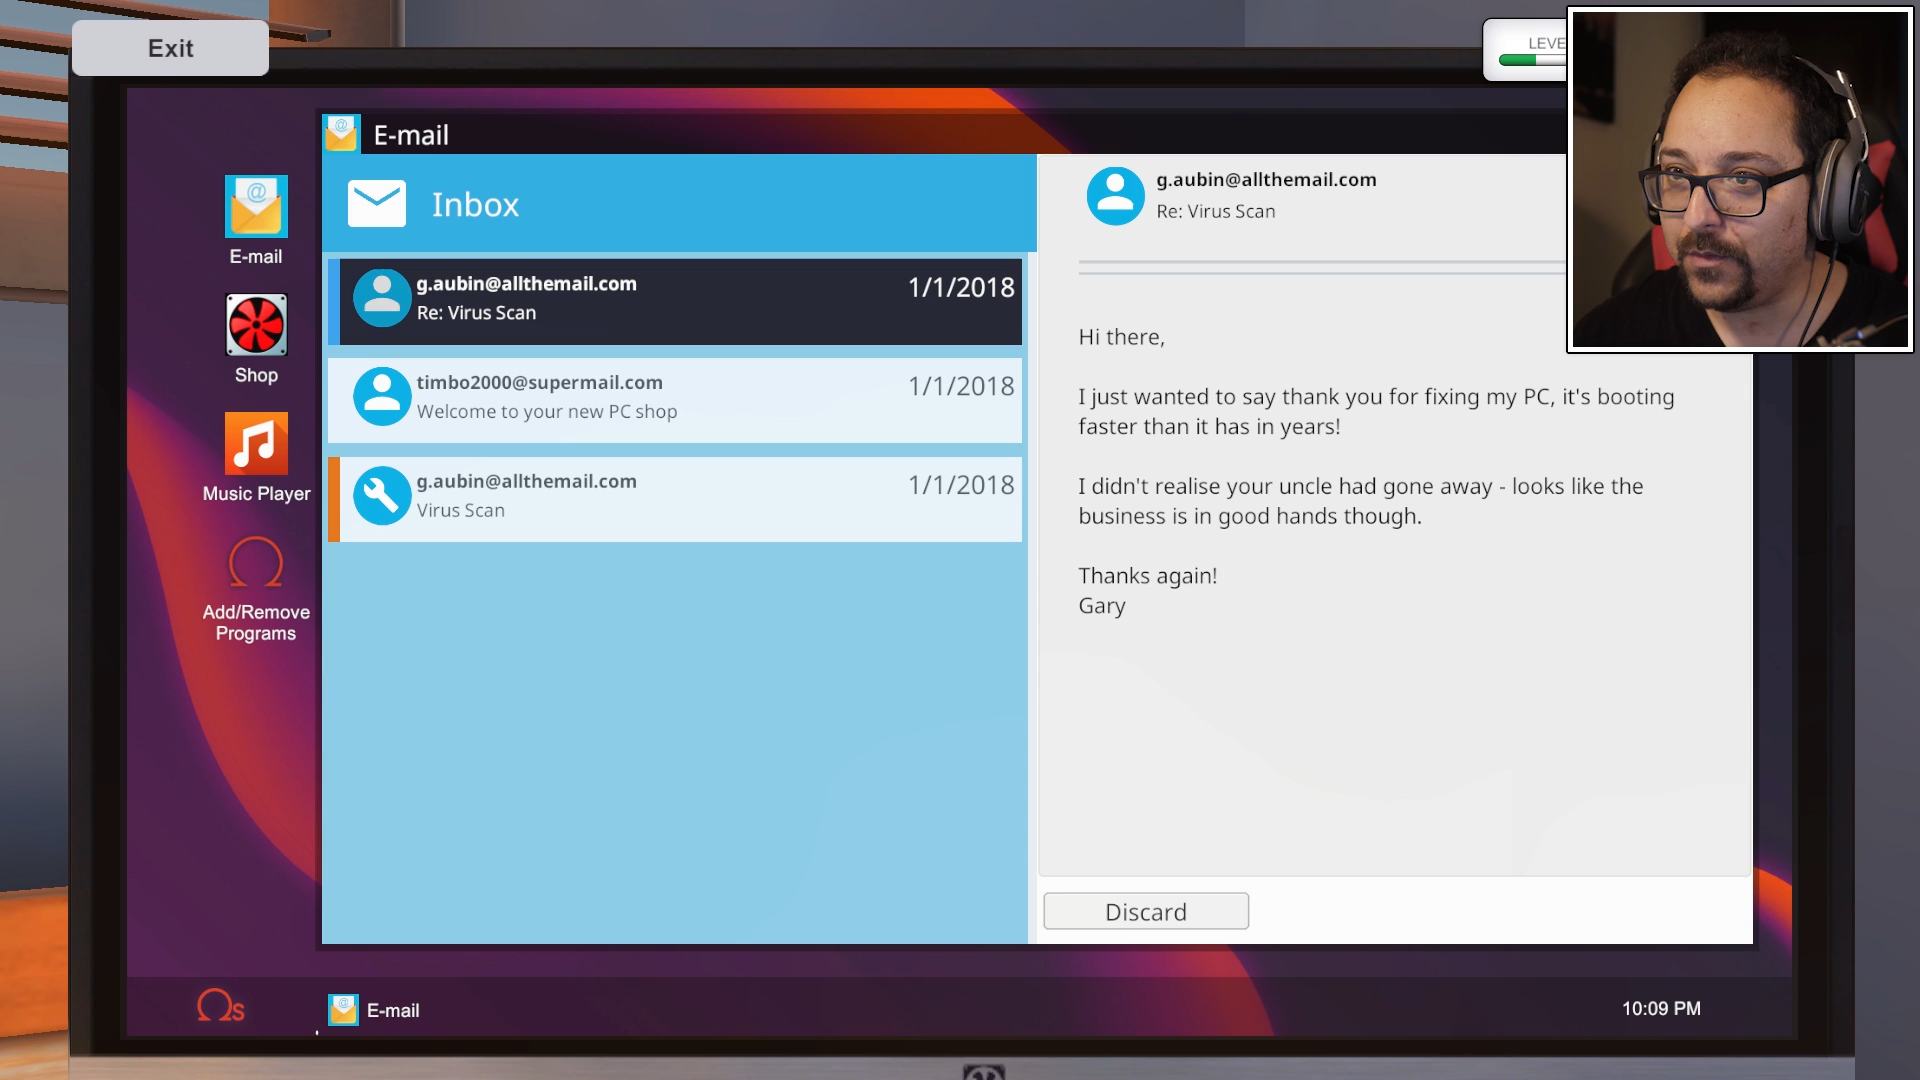 Exit
LEVE
E-mail
Inbox
g.aubin@allthemail.com
1/1/2018
Re: Virus Scan
timbo2000@supermail.com
1/1/2018
Welcome to your new PC shop
g.aubin@allthemail.com
1/1/2018
Virus Scan
E-mail
Shop
Music Player
Add/Remove
Programs
g.aubin@allthemail.com
Re: Virus Scan
Hi there,
I just wanted to say thank you for fixing my PC, it's booting
faster than it has in years!
I didn't realise your uncle had gone away - looks like the
business is in good hands though.
Thanks again!
Gary
Discard
Ωs
E-mail
10:09 PM